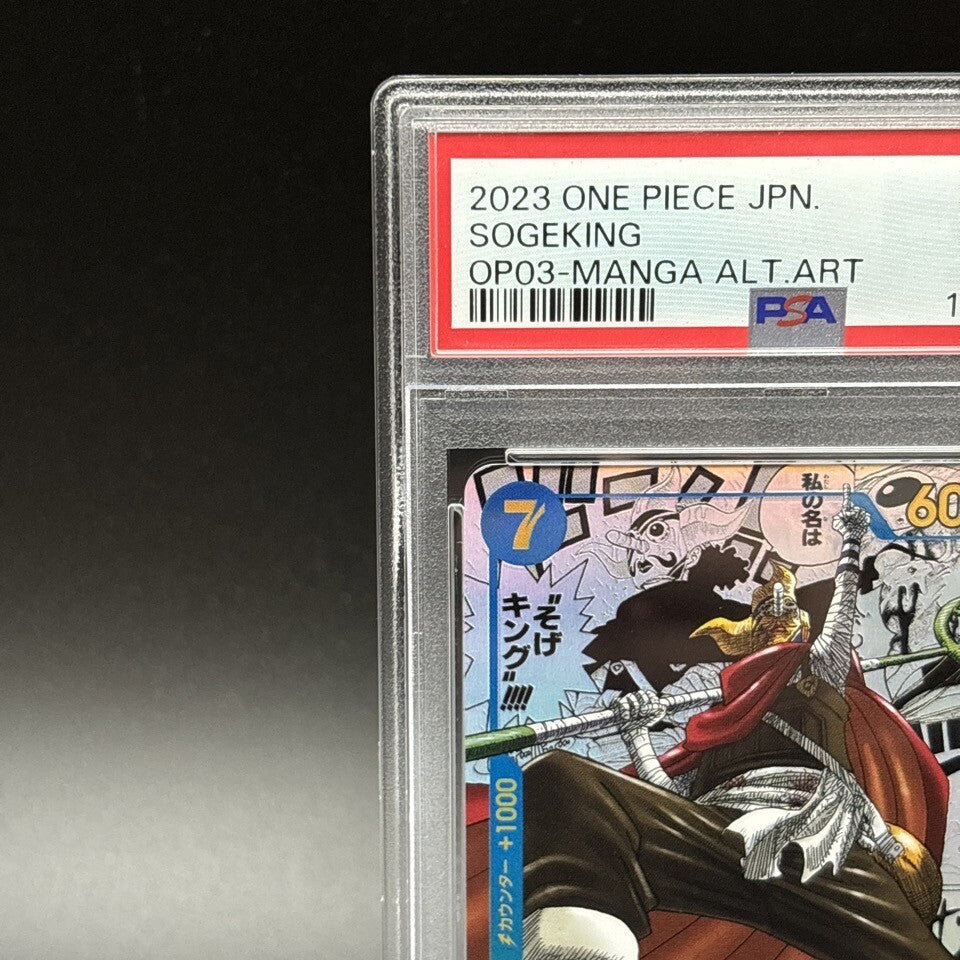 2023 ONE PIECE JPN.
SOGEKING
OP03-MANGA ALT.ART
PSA
1
7
私の名は
60
"そげ
キング"!!!!
カウンター +1000